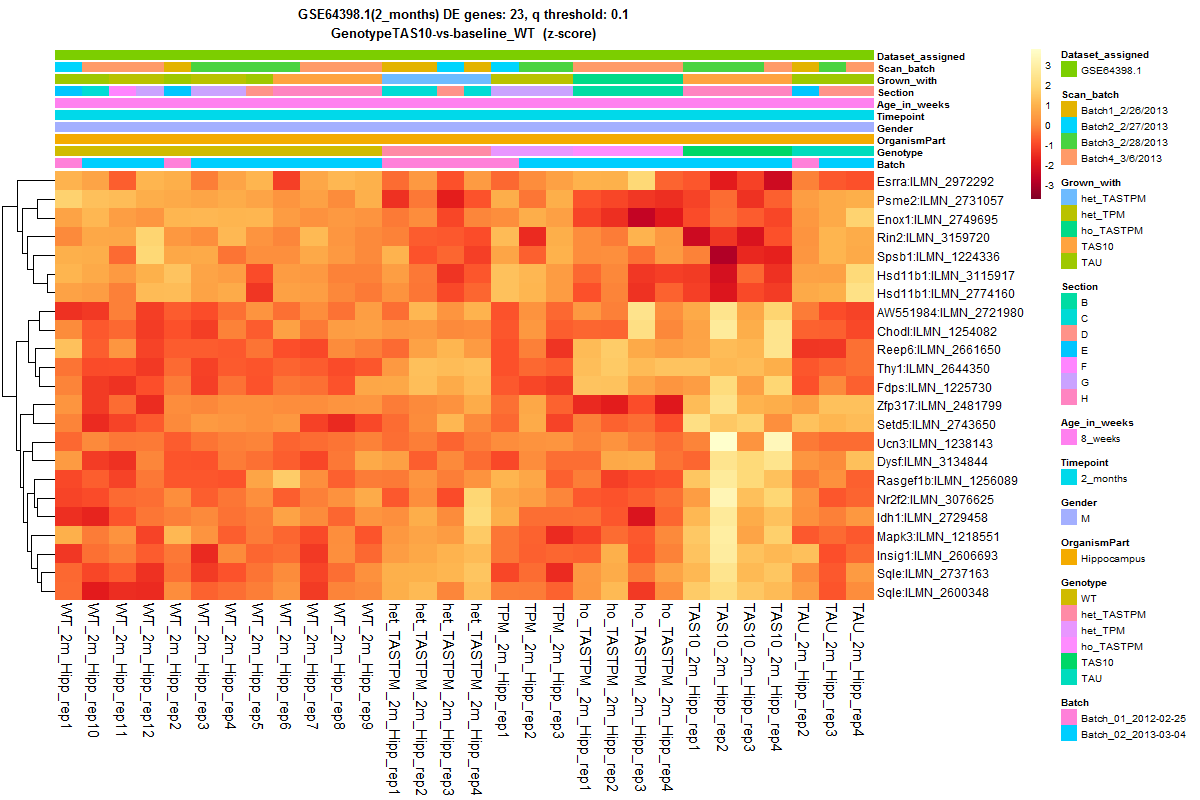 GSE64398.1(2_months) DE genes: 23, q threshold: 0.1
GenotypeTAS10-vs-baseline_WT (z-score)
Dataset_assigned
Scan_batch
Grown_with
Section
Age_in_weeks
Timepoint
Gender
OrganismPart
Genotype
Batch
Esrra:ILMN_2972292
Psme2:ILMN_2731057
Enox1:ILMN_2749695
Rin2:ILMN_3159720
Spsb1:ILMN_1224336
Hsd11b1:ILMN_3115917
Hsd11b1:ILMN_2774160
AW551984:ILMN_2721980
Chodl:ILMN_1254082
Reep6:ILMN_2661650
Thy1:ILMN_2644350
Fdps:ILMN_1225730
Zfp317:ILMN_2481799
Setd5:ILMN_2743650
Ucn3:ILMN_1238143
Dysf:ILMN_3134844
Rasgef1b:ILMN_1256089
Nr2f2:ILMN_3076625
Idh1:ILMN_2729458
Mapk3:ILMN_1218551
Insig1:ILMN_2606693
Sqle:ILMN_2737163
Sqle:ILMN_2600348
WT_2m_Hipp_rep1
WT_2m_Hipp_rep10
WT_2m_Hipp_rep11
WT_2m_Hipp_rep12
WT_2m_Hipp_rep2
WT_2m_Hipp_rep3
WT_2m_Hipp_rep4
WT_2m_Hipp_rep5
WT_2m_Hipp_rep6
WT_2m_Hipp_rep7
WT_2m_Hipp_rep8
WT_2m_Hipp_rep9
het_TASTPM_2m_Hipp_rep1
het_TASTPM_2m_Hipp_rep2
het_TASTPM_2m_Hipp_rep3
het_TASTPM_2m_Hipp_rep4
TPM_2m_Hipp_rep1
TPM_2m_Hipp_rep2
TPM_2m_Hipp_rep3
ho_TASTPM_2m_Hipp_rep1
ho_TASTPM_2m_Hipp_rep2
ho_TASTPM_2m_Hipp_rep3
ho_TASTPM_2m_Hipp_rep4
TAS10_2m_Hipp_rep1
TAS10_2m_Hipp_rep2
TAS10_2m_Hipp_rep3
TAS10_2m_Hipp_rep4
TAU_2m_Hipp_rep2
TAU_2m_Hipp_rep3
TAU_2m_Hipp_rep4
3
2
1
0
-1
-2
-3
Dataset_assigned
GSE64398.1
Scan_batch
Batch1_2/26/2013
Batch2_2/27/2013
Batch3_2/28/2013
Batch4_3/6/2013
Grown_with
het_TASTPM
het_TPM
ho_TASTPM
TAS10
TAU
Section
B
C
D
E
F
G
H
Age_in_weeks
8_weeks
Timepoint
2_months
Gender
M
OrganismPart
Hippocampus
Genotype
WT
het_TASTPM
het_TPM
ho_TASTPM
TAS10
TAU
Batch
Batch_01_2012-02-25
Batch_02_2013-03-04